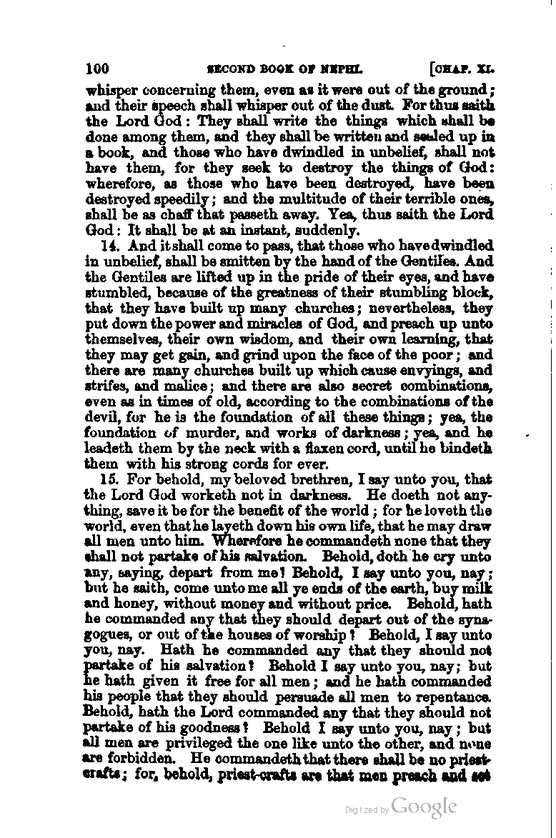 100 SECOND BOOK OF NEPHI. [CHAP. XI.
whisper concerning them, even as it were out of the ground;
and their speech shall whisper out of the dust. For thus saith
the Lord God: They shall write the things which shall be
done among them, and they shall be written and sealed up in
a book, and those who have dwindled in unbelief, shall not
have them, for they seek to destroy the things of God:
wherefore, as those who have been destroyed, have been
destroyed speedily; and the multitude of their terrible ones,
shall be as chaff that passeth away. Yea, thus saith the Lord
God: It shall be at an instant, suddenly.
14. And it shall come to pass, that those who have dwindled
in unbelief, shall be smitten by the hand of the Gentiles. And
the Gentiles are lifted up in the pride of their eyes, and have
stumbled, because of the greatness of their stumbling block,
that they have built up many churches; nevertheless, they
put down the power and miracles of God, and preach up unto
themselves, their own wisdom, and their own learning, that
they may get gain, and grind upon the face of the poor; and
there are many churches built up which cause envyings, and
strifes, and malice; and there are also secret combinations,
even as in times of old, according to the combinations of the
devil, for he is the foundation of all these things; yea, the
foundation of murder, and works of darkness; yea, and he
leadeth them by the neck with a flaxen cord, until he bindeth
them with his strong cords for ever.
15. For behold, my beloved brethren, I say unto you, that
the Lord God worketh not in darkness. He doeth not any-
thing, save it be for the benefit of the world; for he loveth the
world, even that he layeth down his own life, that he may draw
all men unto him. Wherefore he commandeth none that they
shall not partake of his salvation. Behold, doth he cry unto
any, saying, depart from me? Behold, I say unto you, nay;
but he saith, come unto me all ye ends of the earth, buy milk
and honey, without money and without price. Behold, hath
he commanded any that they should depart out of the syna-
gogues, or out of the houses of worship? Behold, I say unto
you, nay. Hath he commanded any that they should not
partake of his salvation? Behold I say unto you, nay; but
he hath given it free for all men; and he hath commanded
his people that they should persuade all men to repentance.
Behold, hath the Lord commanded any that they should not
partake of his goodness? Behold I say unto you, nay; but
all men are privileged the one like unto the other, and none
are forbidden. He commandeth that there shall be no priest-
crafts; for, behold, priest-crafts are that men preach and set
Digitized by Google